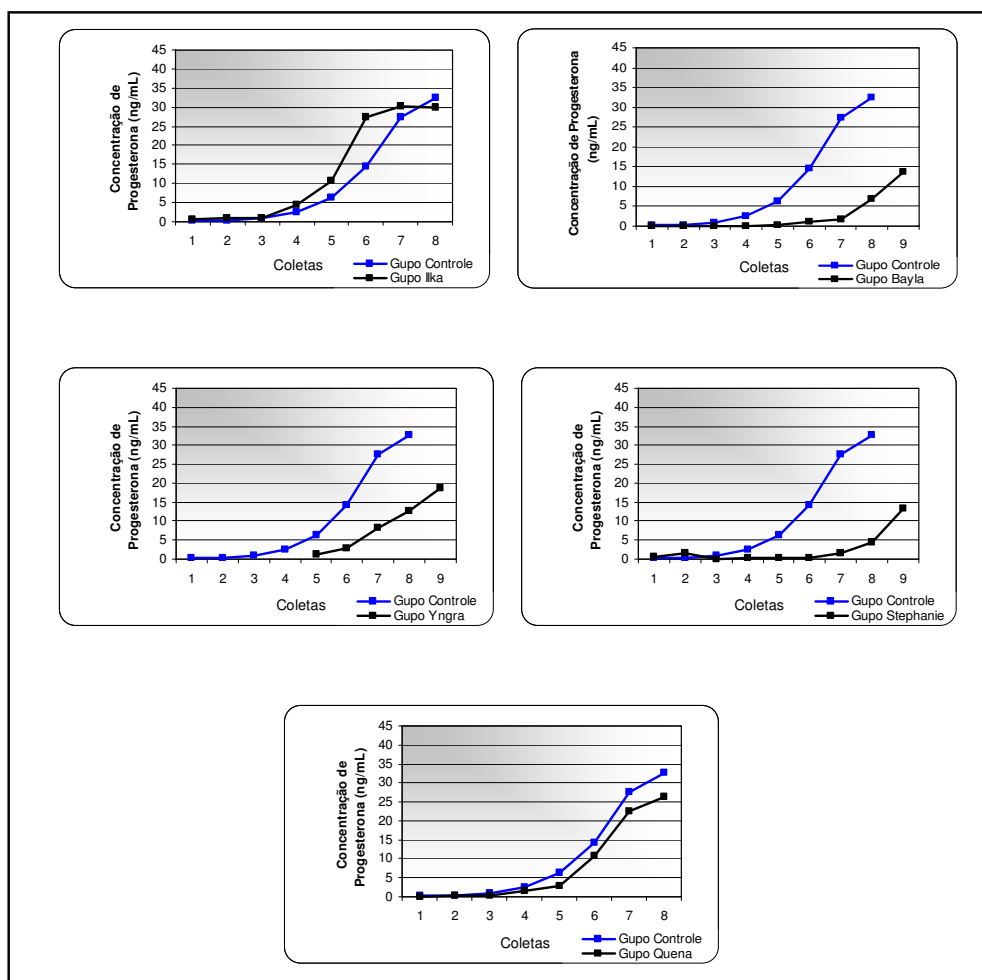 Concentração de
Progesterona (ng/mL)
45
40
35
30
25
20
15
10
5
0
1 2 3 4 5 6 7 8
Coletas
Gupo Controle
Gupo Ilka
Concentração de Progesterona
(ng/mL)
45
40
35
30
25
20
15
10
5
0
1 2 3 4 5 6 7 8 9
Coletas
Gupo Controle
Gupo Bayla
Concentração de
Progesterona (ng/mL)
45
40
35
30
25
20
15
10
5
0
1 2 3 4 5 6 7 8 9
Coletas
Gupo Controle
Gupo Yngra
Concentração de
Progesterona (ng/mL)
45
40
35
30
25
20
15
10
5
0
1 2 3 4 5 6 7 8 9
Coletas
Gupo Controle
Gupo Stephanie
Concentração de
Progesterona (ng/mL)
45
40
35
30
25
20
15
10
5
0
1 2 3 4 5 6 7 8
Coletas
Gupo Controle
Gupo Quena